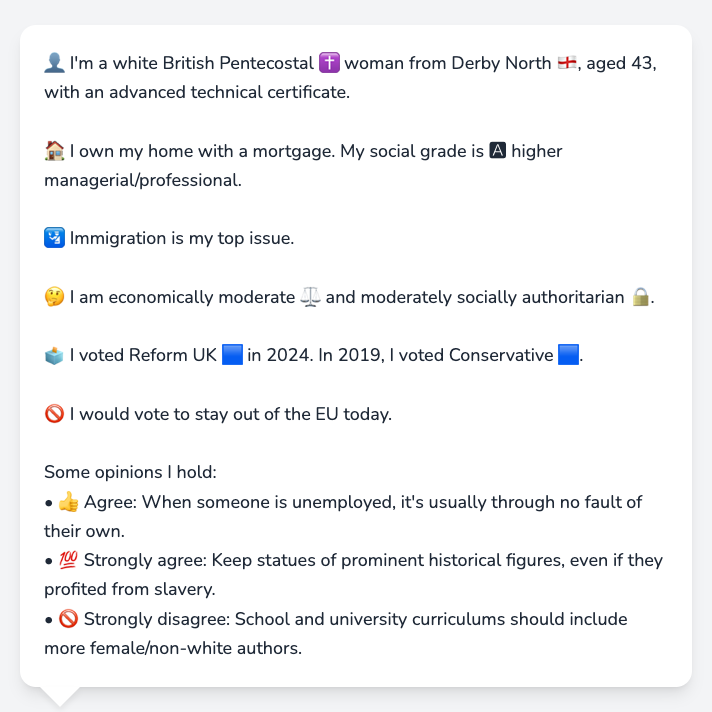 👤 I'm a white British Pentecostal ✝️ woman from Derby North 🏴󠁧󠁢󠁥󠁮󠁧󠁿, aged 43,
with an advanced technical certificate.
🏠 I own my home with a mortgage. My social grade is 🅰 higher
managerial/professional.
🛂 Immigration is my top issue.
🤔 I am economically moderate ⚖️ and moderately socially authoritarian 🔒.
🗳️ I voted Reform UK 🟦 in 2024. In 2019, I voted Conservative 🟦.
🚫 I would vote to stay out of the EU today.
Some opinions I hold:
• 👍 Agree: When someone is unemployed, it's usually through no fault of
their own.
• 💯 Strongly agree: Keep statues of prominent historical figures, even if they
profited from slavery.
• 🚫 Strongly disagree: School and university curriculums should include
more female/non-white authors.